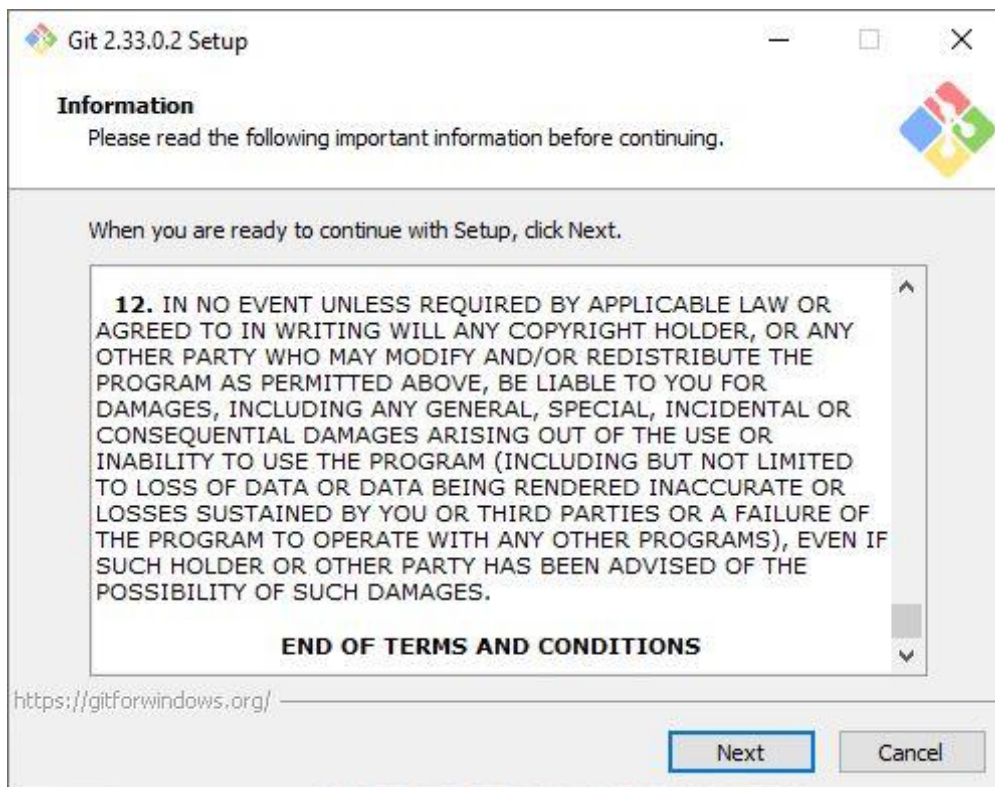 Git 2.33.0.2 Setup
Information
Please read the following important information before continuing.
When you are ready to continue with Setup, click Next.
12. IN NO EVENT UNLESS REQUIRED BY APPLICABLE LAW OR
AGREED TO IN WRITING WILL ANY COPYRIGHT HOLDER, OR ANY
OTHER PARTY WHO MAY MODIFY AND/OR REDISTRIBUTE THE
PROGRAM AS PERMITTED ABOVE, BE LIABLE TO YOU FOR
DAMAGES, INCLUDING ANY GENERAL, SPECIAL, INCIDENTAL OR
CONSEQUENTIAL DAMAGES ARISING OUT OF THE USE OR
INABILITY TO USE THE PROGRAM (INCLUDING BUT NOT LIMITED
TO LOSS OF DATA OR DATA BEING RENDERED INACCURATE OR
LOSSES SUSTAINED BY YOU OR THIRD PARTIES OR A FAILURE OF
THE PROGRAM TO OPERATE WITH ANY OTHER PROGRAMS), EVEN IF
SUCH HOLDER OR OTHER PARTY HAS BEEN ADVISED OF THE
POSSIBILITY OF SUCH DAMAGES.
END OF TERMS AND CONDITIONS
https://gitforwindows.org/
Next Cancel